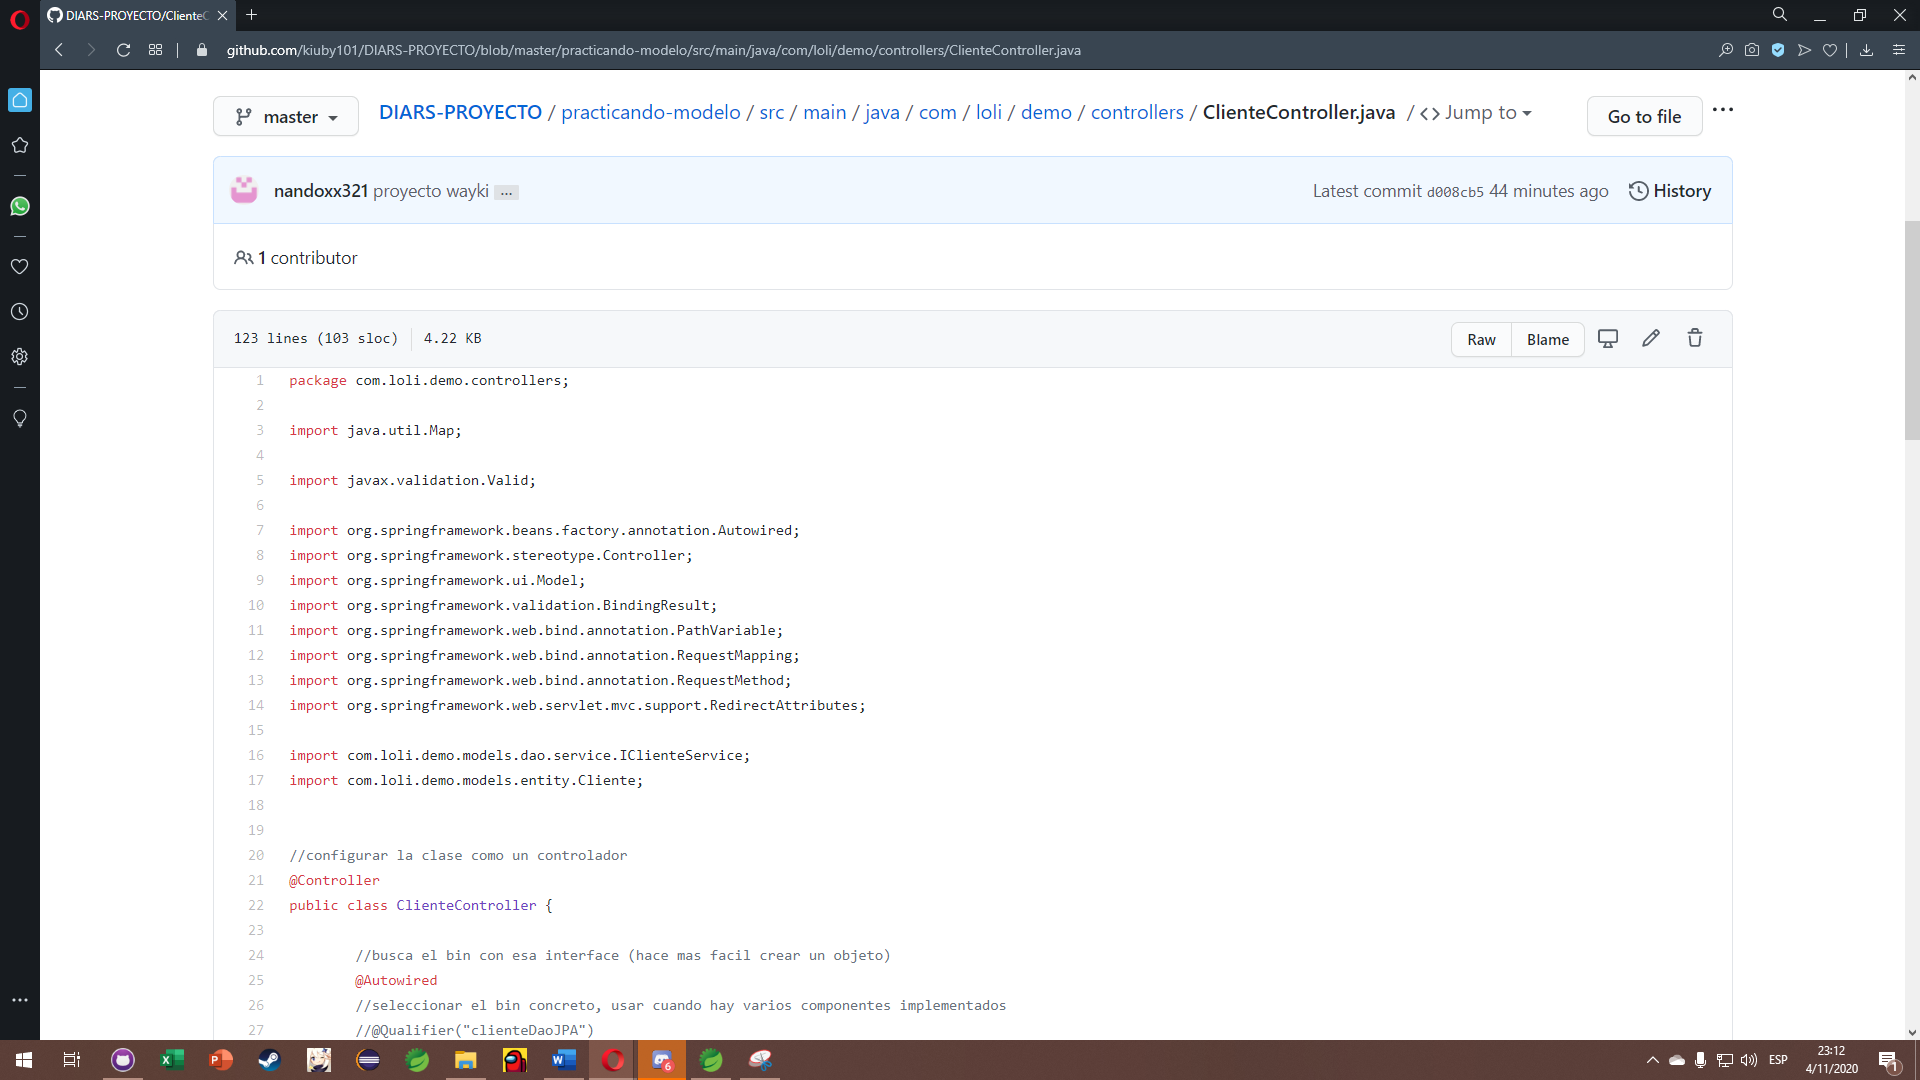 DIARS-PROYECTO/ClienteC
github.com/kiuby101/DIARS-PROYECTO/blob/master/practicando-modelo/src/main/java/com/loli/demo/controllers/ClienteController.java
master
DIARS-PROYECTO / practicando-modelo / src / main / java / com / loli / demo / controllers / ClienteController.java / <> Jump to
Go to file
nandoxx321 proyecto wayki ...
Latest commit d008cb5 44 minutes ago
History
1 contributor
123 lines (103 sloc) 4.22 KB
Raw
Blame
1 package com.loli.demo.controllers;
2
3 import java.util.Map;
4
5 import javax.validation.Valid;
6
7 import org.springframework.beans.factory.annotation.Autowired;
8 import org.springframework.stereotype.Controller;
9 import org.springframework.ui.Model;
10 import org.springframework.validation.BindingResult;
11 import org.springframework.web.bind.annotation.PathVariable;
12 import org.springframework.web.bind.annotation.RequestMapping;
13 import org.springframework.web.bind.annotation.RequestMethod;
14 import org.springframework.web.servlet.mvc.support.RedirectAttributes;
15
16 import com.loli.demo.models.dao.service.IClienteService;
17 import com.loli.demo.models.entity.Cliente;
18
19
20 //configurar la clase como un controlador
21 @Controller
22 public class ClienteController {
23
24 //busca el bin con esa interface (hace mas facil crear un objeto)
25 @Autowired
26 //seleccionar el bin concreto, usar cuando hay varios componentes implementados
27 //@Qualifier("clienteDaoJPA")
6
ESP
23:12
4/11/2020
1